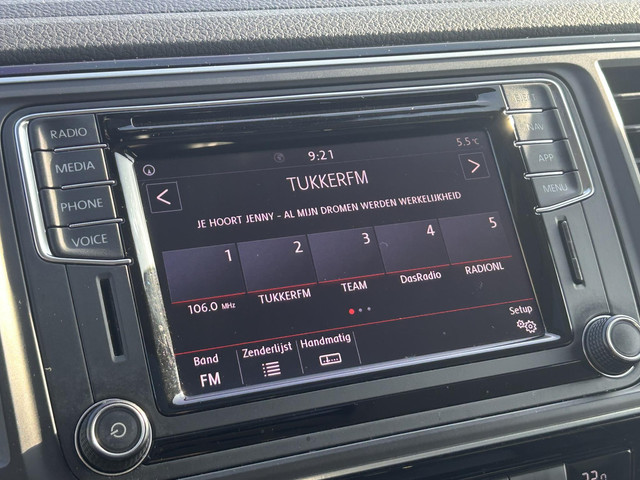 RADIO
MEDIA
PHONE
VOICE
EJECT
NAV
APP
MENU
9:21
5.5°C
TUKKERFM
JE HOORT JENNY - AL MIJN DROMEN WERDEN WERKELIJKHEID
1 2 3 4 5
106.0 MHz TUKKERFM TEAM DasRadio RADIONL
Band Zenderlijst Handmatig Setup
FM